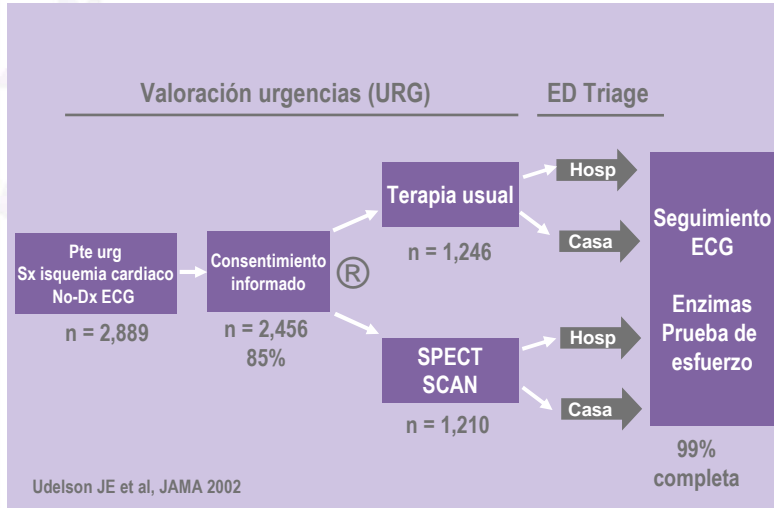 Valoración urgencias (URG)
ED Triage
Pte urg
Sx isquemia cardiaco
No-Dx ECG
n = 2,889
Consentimiento
informado
n = 2,456
85%
®
Terapia usual
n = 1,246
SPECT
SCAN
n = 1,210
Hosp
Casa
Hosp
Casa
Seguimiento
ECG
Enzimas
Prueba de
esfuerzo
99%
completa
Udelson JE et al, JAMA 2002